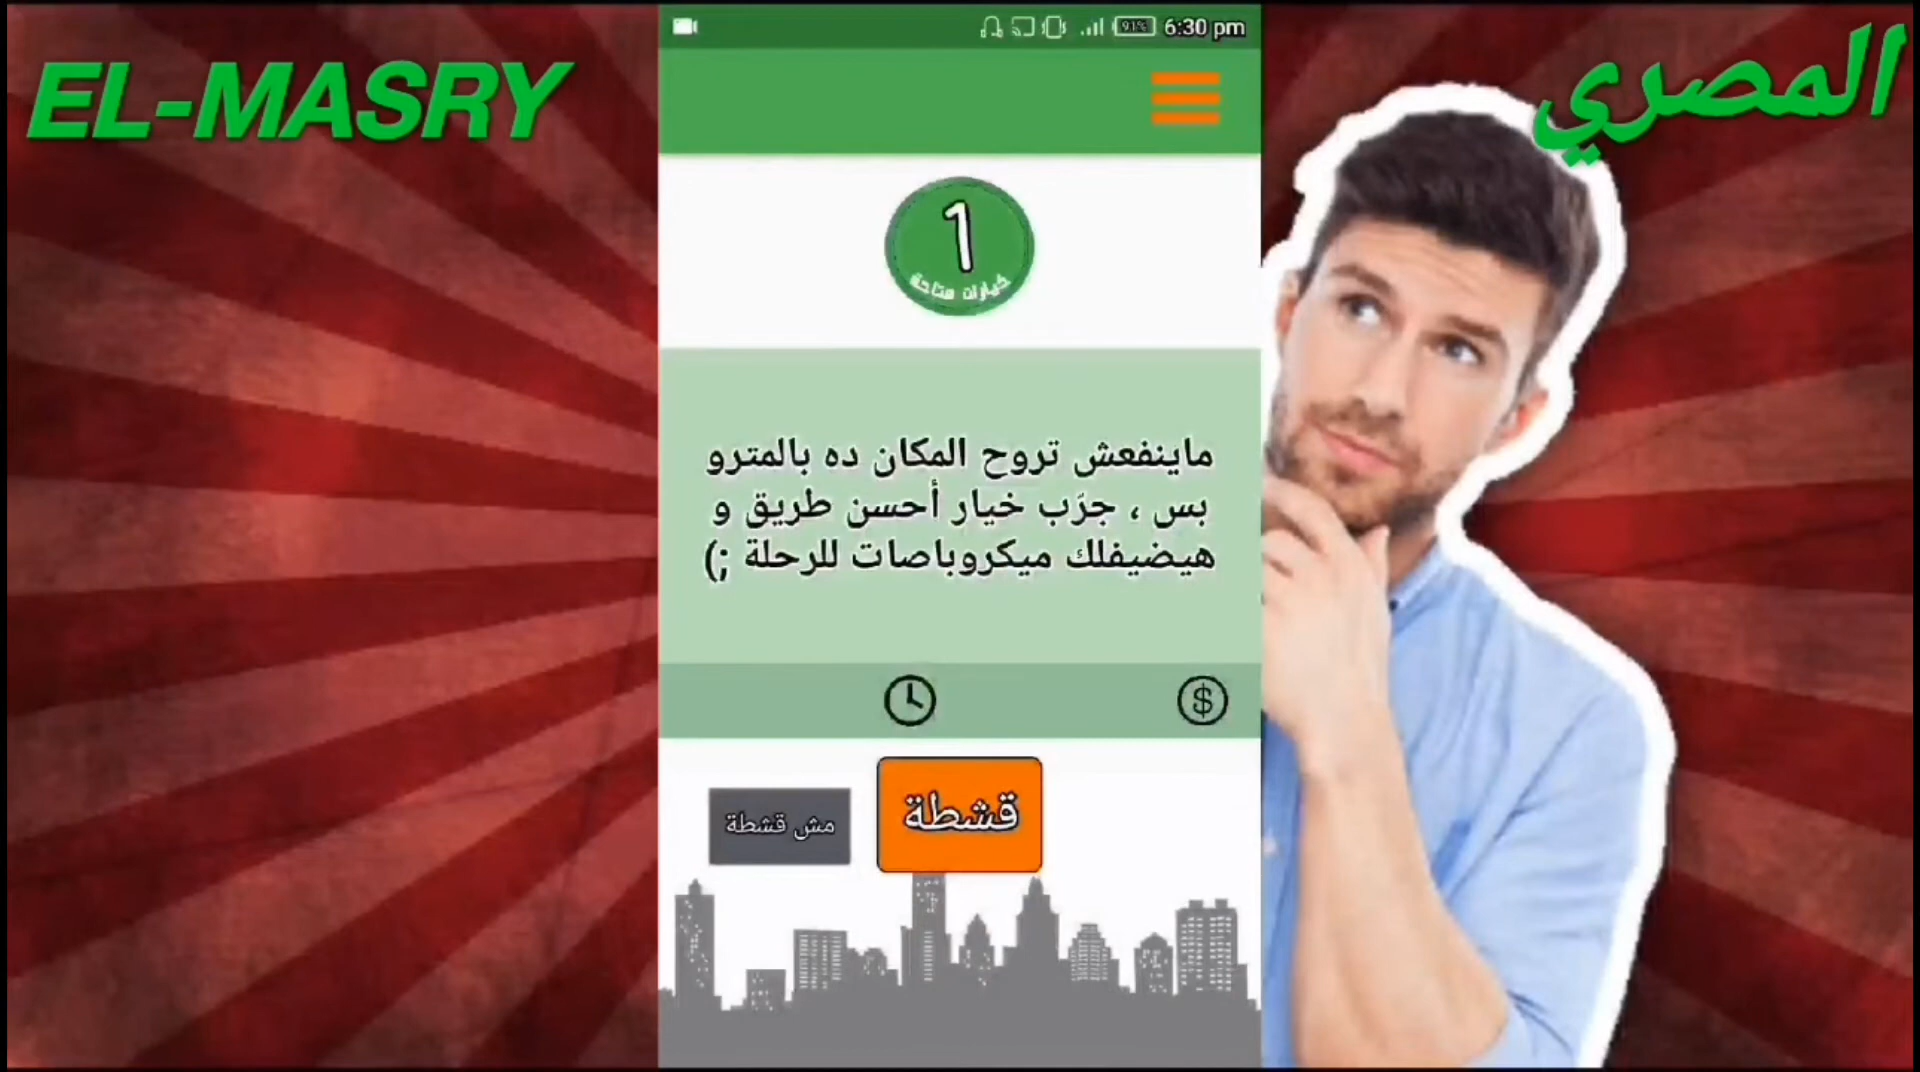 EL-MASRY
المصري
91%
6:30 pm
1
خيارات متاحة
ماينفعش تروح المكان ده بالمترو
بس ، جرّب خيار أحسن طريق و
هيضيفلك ميكروباصات للرحلة ;)
قشطة
مش قشطة